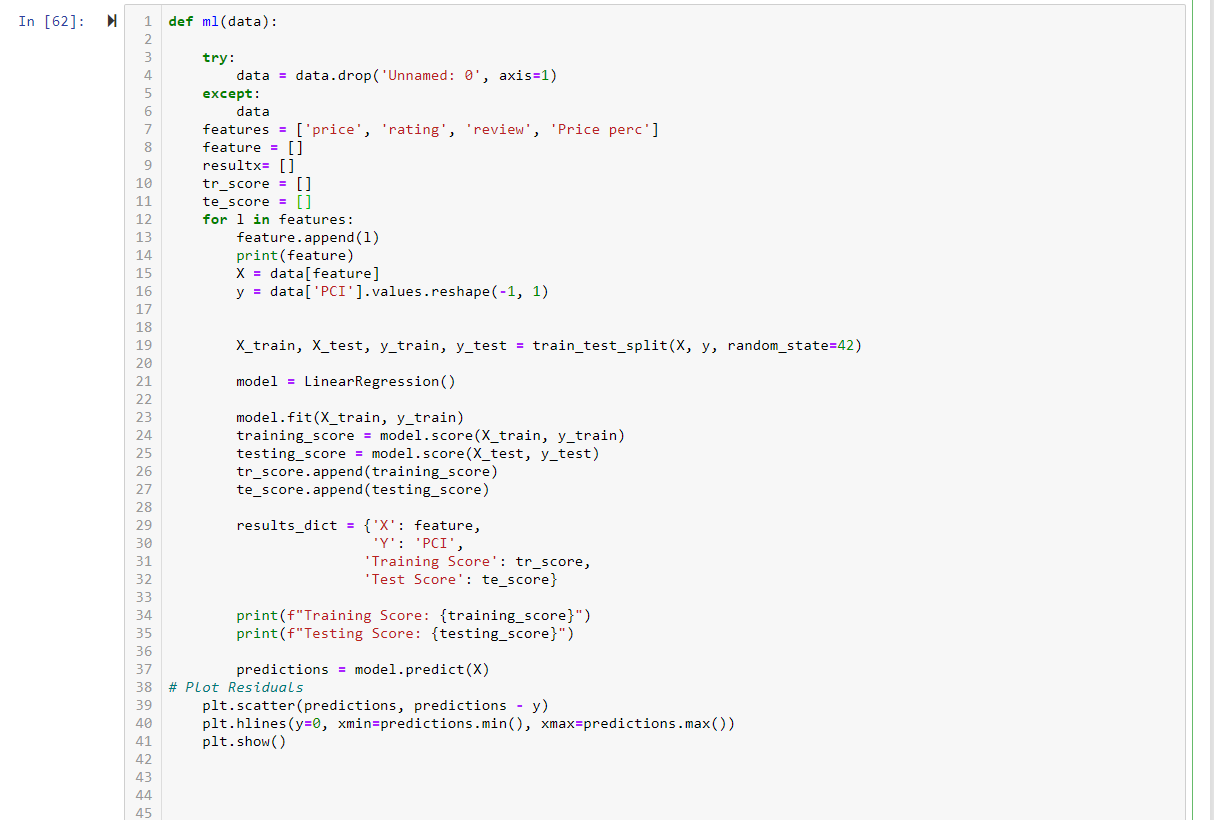 In [62]:
1 def ml(data):
2
3     try:
4         data = data.drop('Unnamed: 0', axis=1)
5     except:
6         data
7     features = ['price', 'rating', 'review', 'Price perc']
8     feature = []
9     resultx= []
10     tr_score = []
11     te_score = []
12     for l in features:
13         feature.append(l)
14         print(feature)
15         X = data[feature]
16         y = data['PCI'].values.reshape(-1, 1)
17
18
19         X_train, X_test, y_train, y_test = train_test_split(X, y, random_state=42)
20
21         model = LinearRegression()
22
23         model.fit(X_train, y_train)
24         training_score = model.score(X_train, y_train)
25         testing_score = model.score(X_test, y_test)
26         tr_score.append(training_score)
27         te_score.append(testing_score)
28
29         results_dict = {'X': feature,
30                         'Y': 'PCI',
31                        'Training Score': tr_score,
32                        'Test Score': te_score}
33
34         print(f"Training Score: {training_score}")
35         print(f"Testing Score: {testing_score}")
36
37         predictions = model.predict(X)
38 # Plot Residuals
39     plt.scatter(predictions, predictions - y)
40     plt.hlines(y=0, xmin=predictions.min(), xmax=predictions.max())
41     plt.show()
42
43
44
45